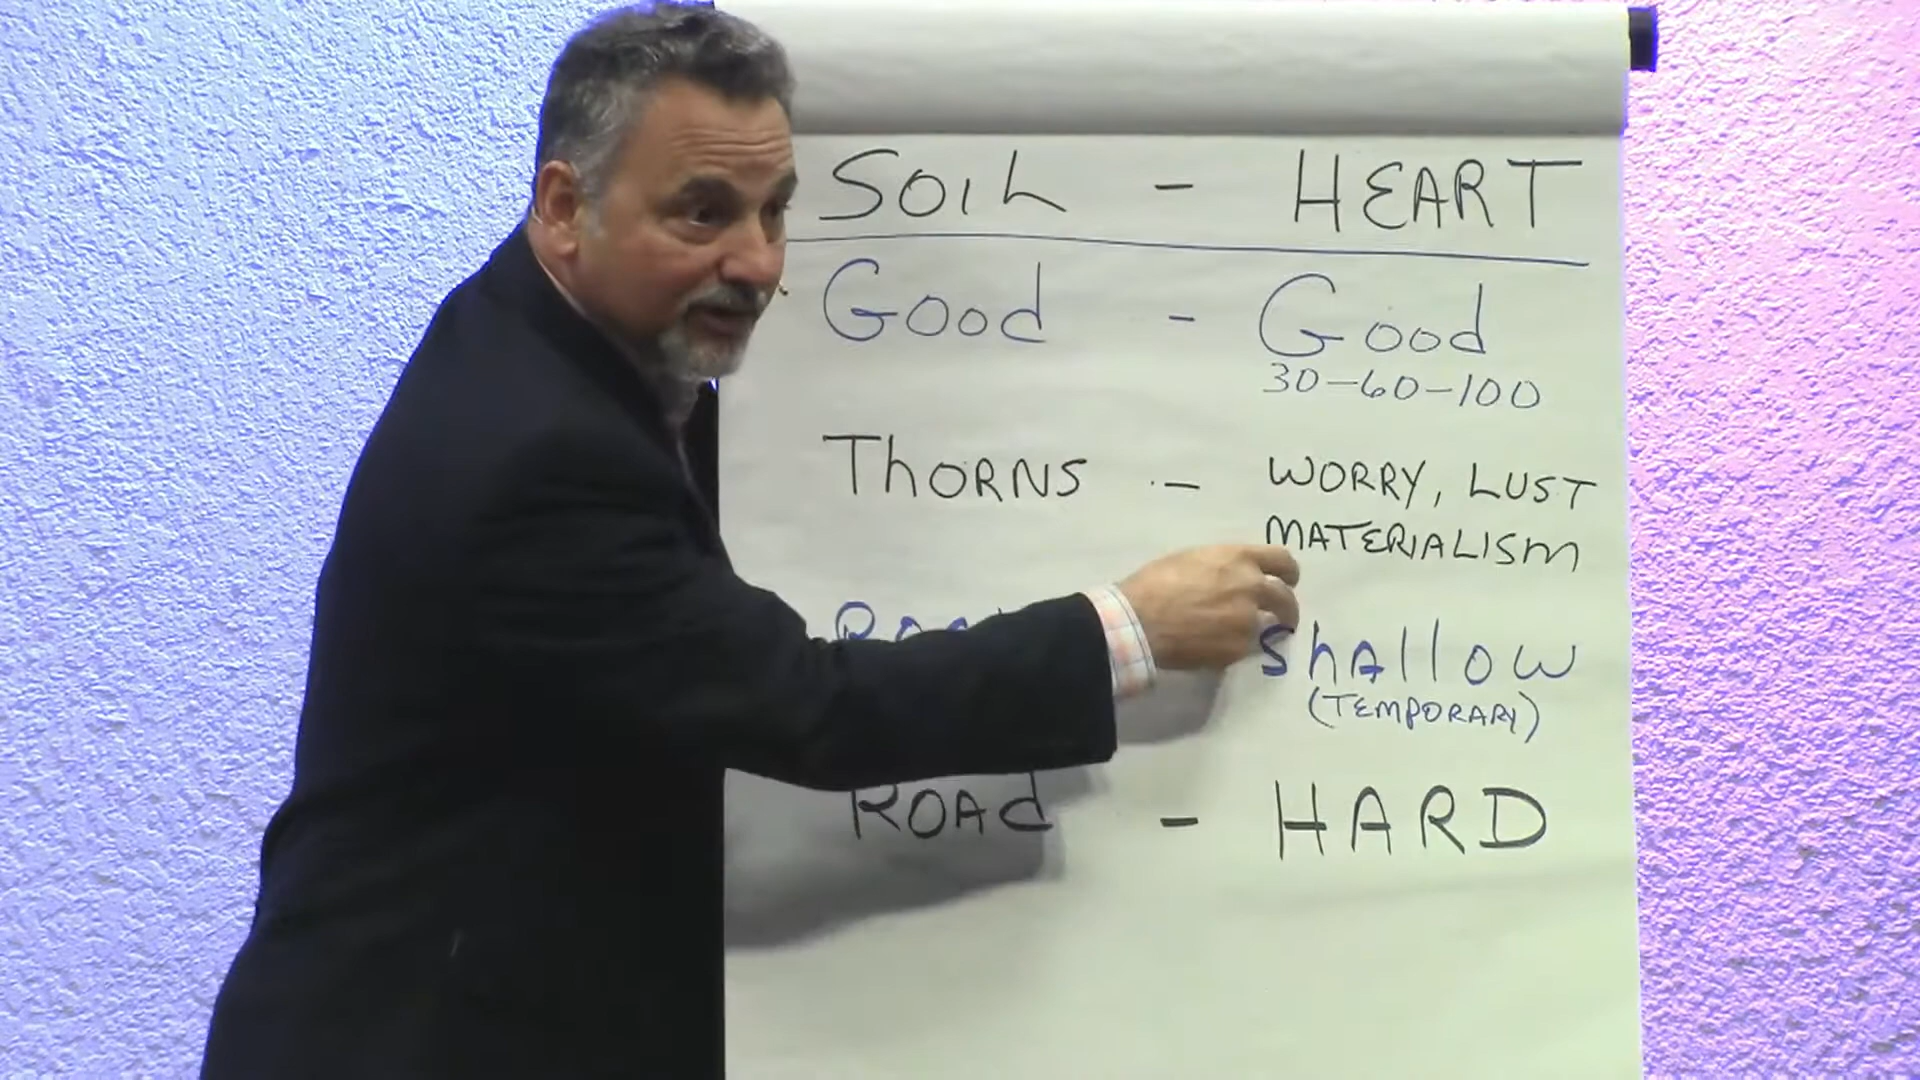 SOIL - HEART
Good - Good
30-60-100
ThORNS - WORRY, LUST
MATERIALISM
ShAllow
(TEMPORARY)
ROAd - HARD